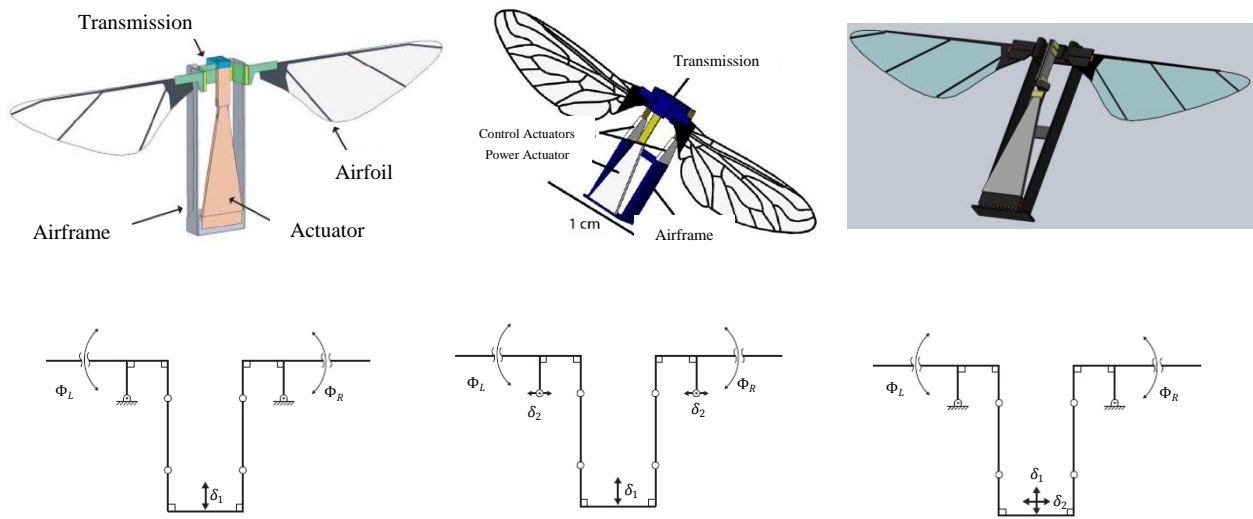 Transmission
Airfoil
Airframe
Actuator
Transmission
Control Actuators
Power Actuator
1 cm
Airframe
Φ_L
Φ_R
δ_1
Φ_L
Φ_R
δ_2
δ_2
δ_1
Φ_L
Φ_R
δ_1
δ_2